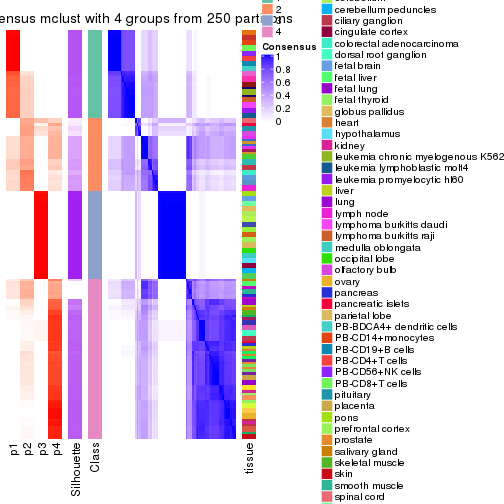 ensus mclust with 4 groups from 250 part
ns
2
4
Consensus
1
0.8
0.6
0.4
0.2
0
p1
p2
p3
p4
Silhouette
Class
tissue
cerebellum peduncles
ciliary ganglion
cingulate cortex
colorectal adenocarcinoma
dorsal root ganglion
fetal brain
fetal liver
fetal lung
fetal thyroid
globus pallidus
heart
hypothalamus
kidney
leukemia chronic myelogenous K562
leukemia lymphoblastic molt4
leukemia promyelocytic hl60
liver
lung
lymph node
lymphoma burkitts daudi
lymphoma burkitts raji
medulla oblongata
occipital lobe
olfactory bulb
ovary
pancreas
pancreatic islets
parietal lobe
PB-BDCA4+ dendritic cells
PB-CD14+monocytes
PB-CD19+B cells
PB-CD4+T cells
PB-CD56+NK cells
PB-CD8+T cells
pituitary
placenta
pons
prefrontal cortex
prostate
salivary gland
skeletal muscle
skin
smooth muscle
spinal cord